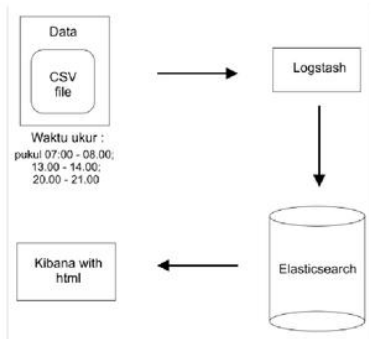 Data
CSV
file
Waktu ukur :
pukul 07:00 - 08.00;
13.00 - 14.00;
20.00 - 21.00
Logstash
Elasticsearch
Kibana with
html